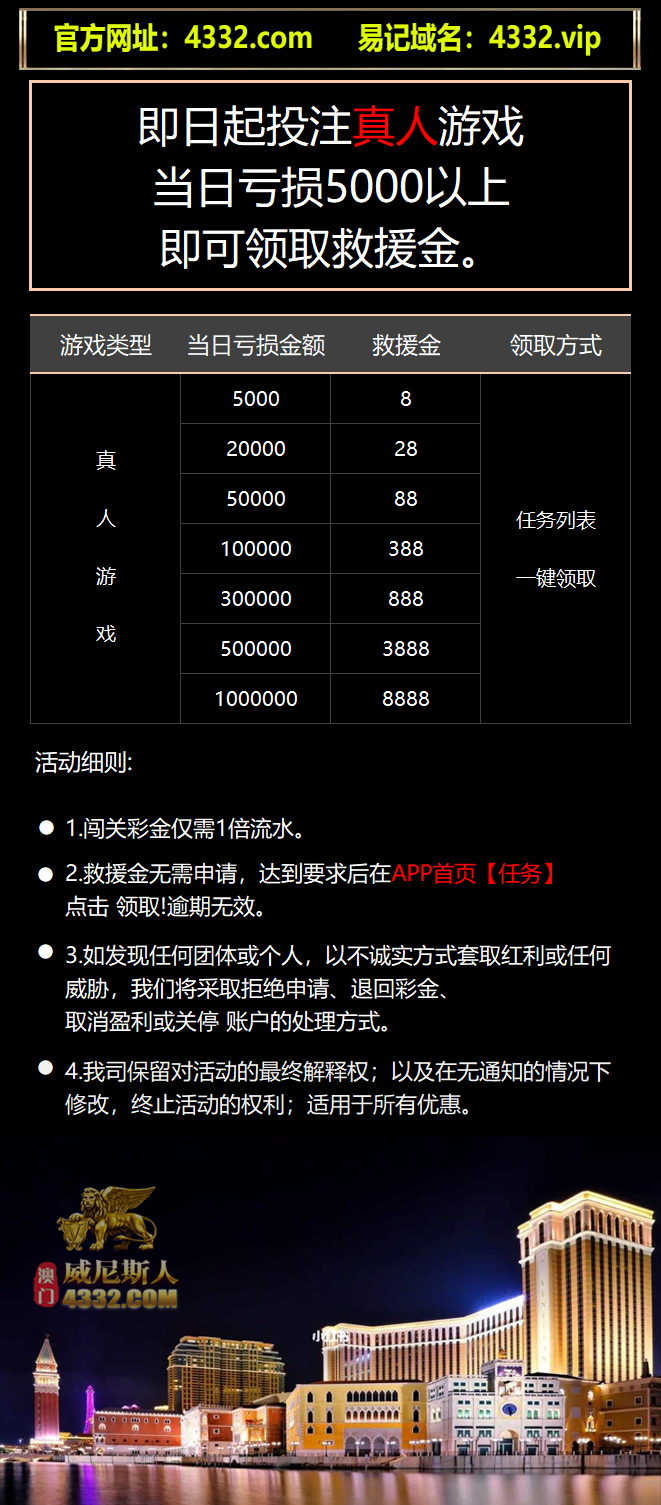 官方网址：4332.com 易记域名：4332.vip
即日起投注真人游戏
当日亏损5000以上
即可领取救援金。
游戏类型 当日亏损金额 救援金 领取方式
真人游戏
5000 8
20000 28
50000 88
100000 388
300000 888
500000 3888
1000000 8888
任务列表
一键领取
活动细则:
1.闯关彩金仅需1倍流水。
2.救援金无需申请，达到要求后在APP首页【任务】
点击 领取!逾期无效。
3.如发现任何团体或个人，以不诚实方式套取红利或任何
威胁，我们将采取拒绝申请、退回彩金、
取消盈利或关停 账户的处理方式。
4.我司保留对活动的最终解释权；以及在无通知的情况下
修改，终止活动的权利；适用于所有优惠。
澳门 威尼斯人
4332.COM